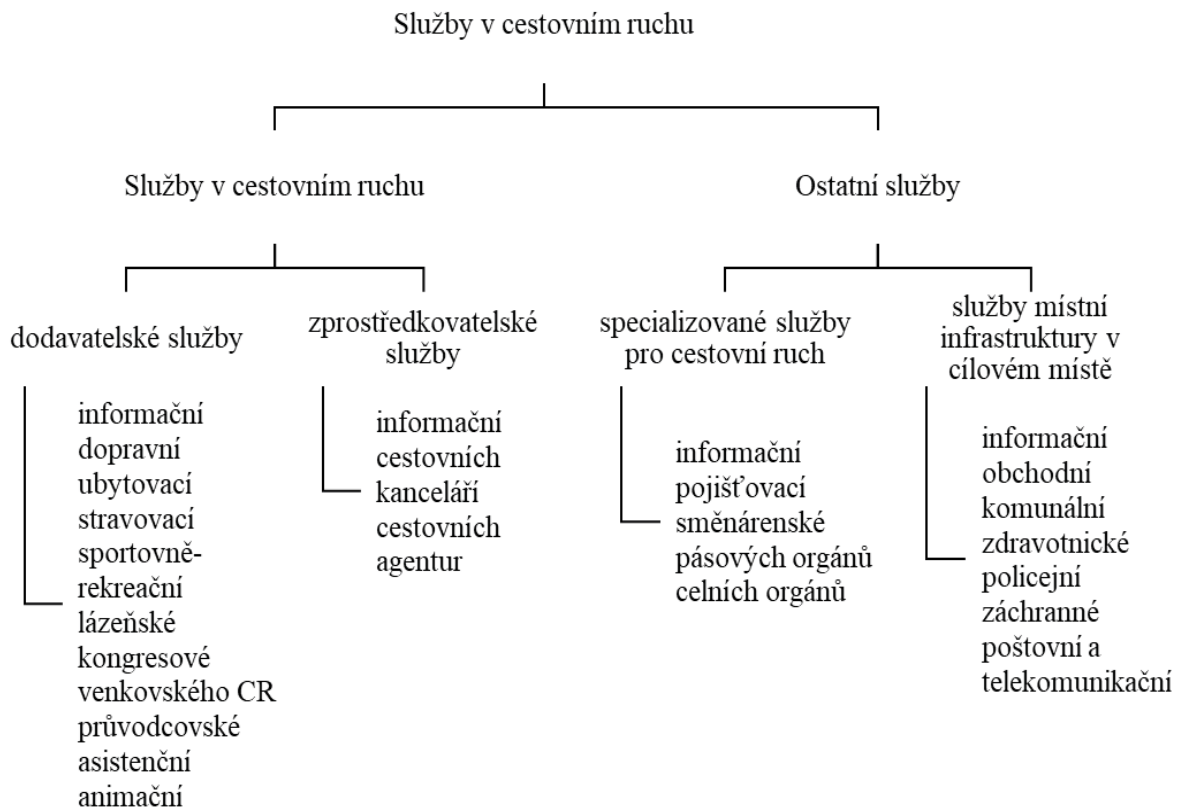 Služby v cestovním ruchu
Služby v cestovním ruchu
Ostatní služby
dodavatelské služby
informační
dopravní
ubytovací
stravovací
sportovně-
rekreační
lázeňské
kongresové
venkovského CR
průvodcovské
asistenční
animační
zprostředkovatelské
služby
informační
cestovních
kanceláří
cestovních
agentur
specializované služby
pro cestovní ruch
informační
pojišťovací
směnárenské
pásových orgánů
celních orgánů
služby místní
infrastruktury v
cílovém místě
informační
obchodní
komunální
zdravotnické
policejní
záchranné
poštovní a
telekomunikační